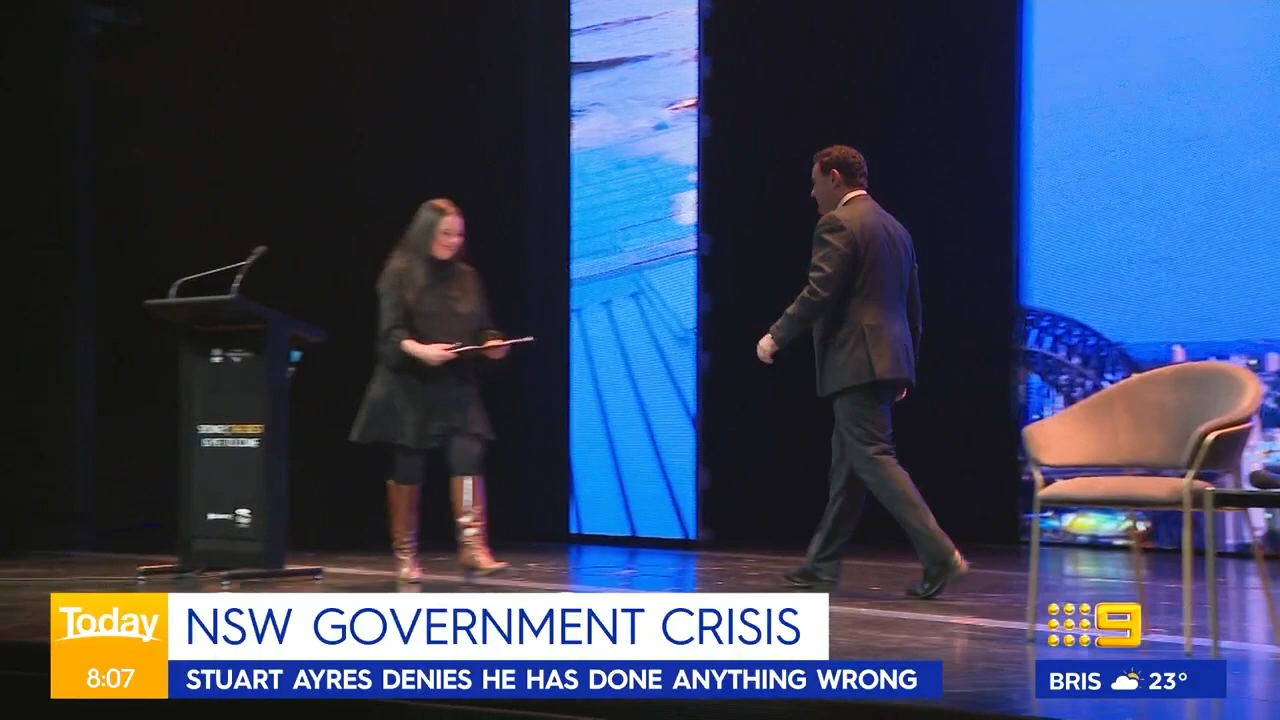 Today
8:07
NSW GOVERNMENT CRISIS
STUART AYRES DENIES HE HAS DONE ANYTHING WRONG
9
BRIS 23°